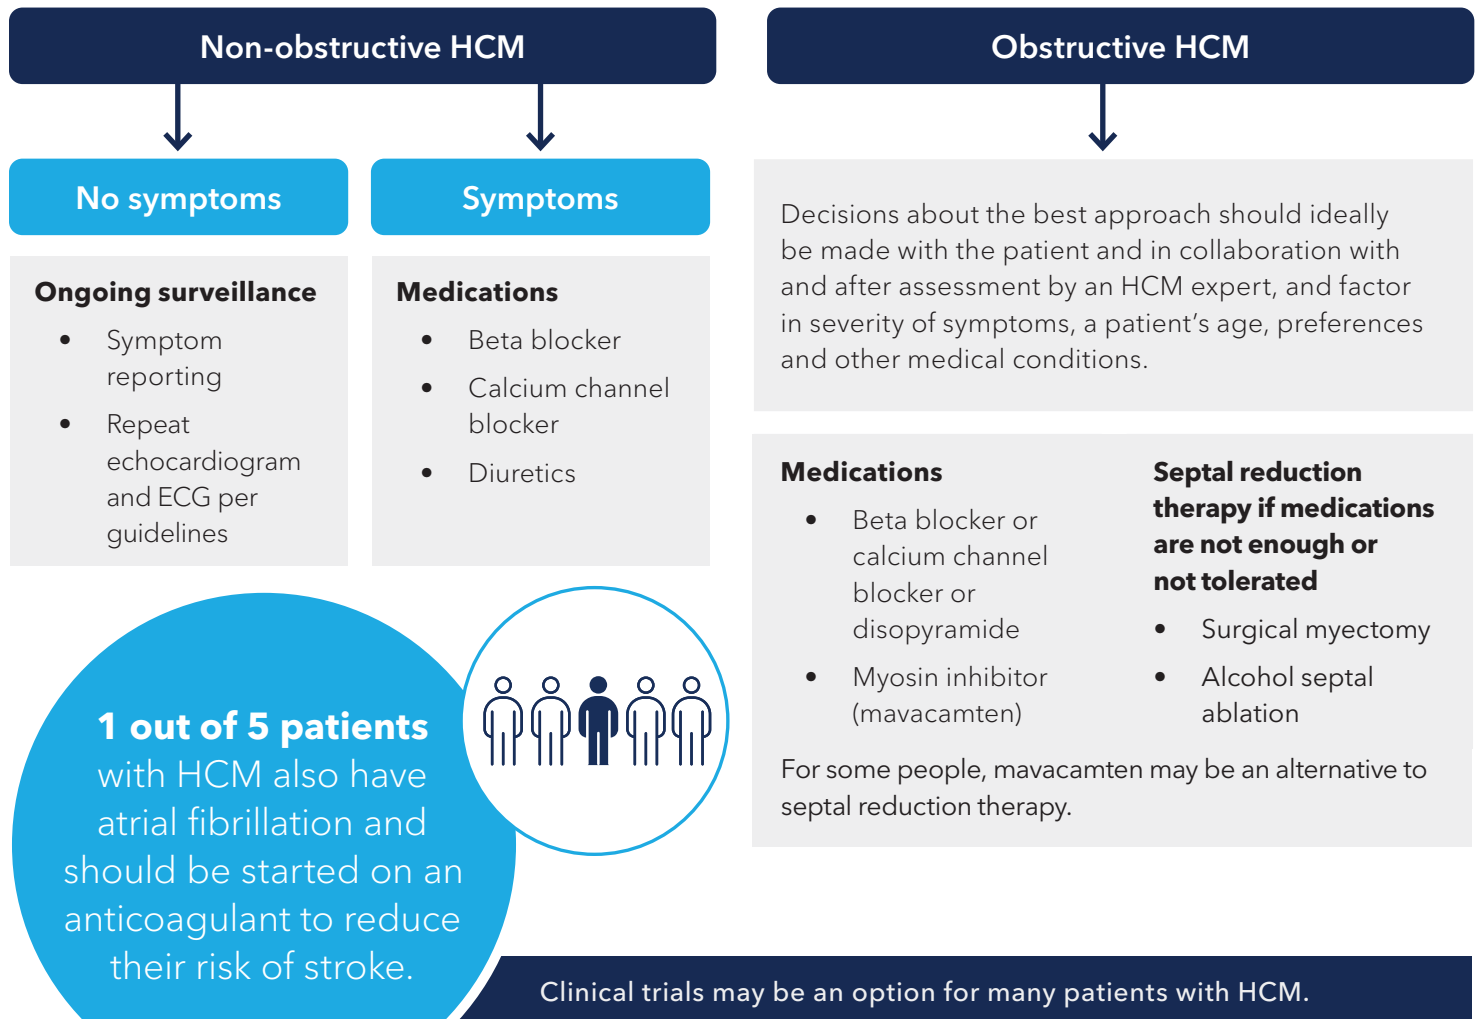 Non-obstructive HCM
No symptoms
Ongoing surveillance
• Symptom
reporting
• Repeat
echocardiogram
and ECG per
guidelines
Symptoms
Medications
• Beta blocker
• Calcium channel
blocker
• Diuretics
1 out of 5 patients
with HCM also have
atrial fibrillation and
should be started on an
anticoagulant to reduce
their risk of stroke.
Obstructive HCM
Decisions about the best approach should ideally
be made with the patient and in collaboration with
and after assessment by an HCM expert, and factor
in severity of symptoms, a patient’s age, preferences
and other medical conditions.
Medications
• Beta blocker or
calcium channel
blocker or
disopyramide
• Myosin inhibitor
(mavacamten)
Septal reduction
therapy if medications
are not enough or
not tolerated
• Surgical myectomy
• Alcohol septal
ablation
For some people, mavacamten may be an alternative to
septal reduction therapy.
Clinical trials may be an option for many patients with HCM.